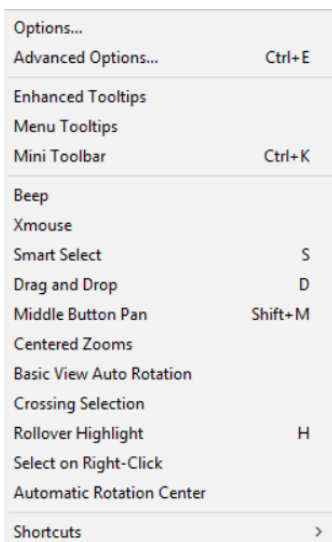 Options...
Advanced Options... Ctrl+E
Enhanced Tooltips
Menu Tooltips
Mini Toolbar Ctrl+K
Beep
Xmouse
Smart Select S
Drag and Drop D
Middle Button Pan Shift+M
Centered Zooms
Basic View Auto Rotation
Crossing Selection
Rollover Highlight H
Select on Right-Click
Automatic Rotation Center
Shortcuts >